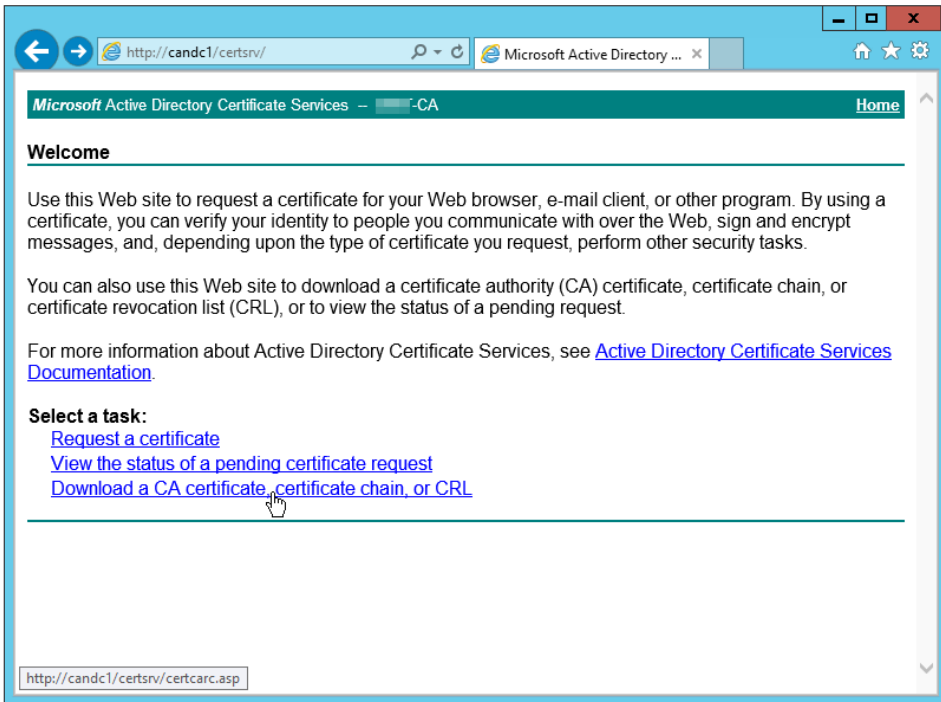 http://candc1/certsrv/
Microsoft Active Directory ...
Microsoft Active Directory Certificate Services -- -CA
Home
Welcome
Use this Web site to request a certificate for your Web browser, e-mail client, or other program. By using a
certificate, you can verify your identity to people you communicate with over the Web, sign and encrypt
messages, and, depending upon the type of certificate you request, perform other security tasks.
You can also use this Web site to download a certificate authority (CA) certificate, certificate chain, or
certificate revocation list (CRL), or to view the status of a pending request.
For more information about Active Directory Certificate Services, see Active Directory Certificate Services
Documentation.
Select a task:
Request a certificate
View the status of a pending certificate request
Download a CA certificate, certificate chain, or CRL
http://candc1/certsrv/certcarc.asp